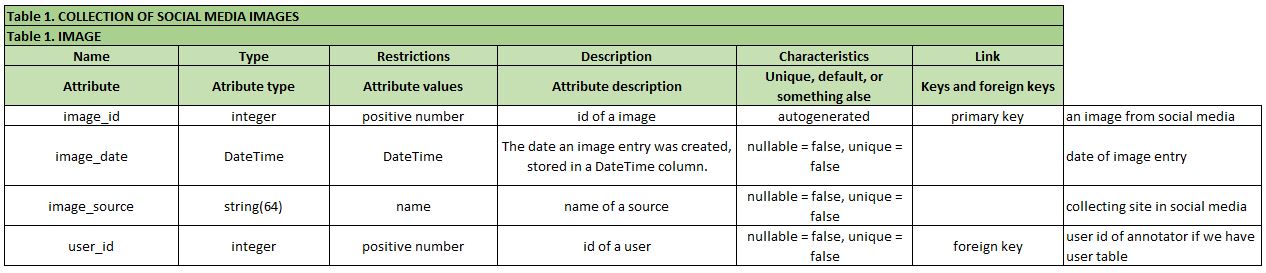 Table 1. COLLECTION OF SOCIAL MEDIA IMAGES
Table 1. IMAGE
Name Type Restrictions Description Characteristics Link
Attribute Atribute type Attribute values Attribute description Unique, default, or something alse Keys and foreign keys
image_id integer positive number id of a image autogenerated primary key an image from social media
image_date DateTime DateTime The date an image entry was created, stored in a DateTime column. nullable = false, unique = false date of image entry
image_source string(64) name name of a source nullable = false, unique = false collecting site in social media
user_id integer positive number id of a user nullable = false, unique = false foreign key user id of annotator if we have user table